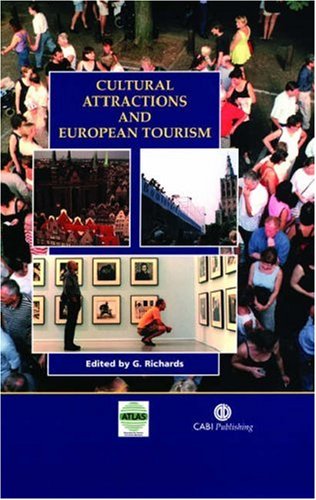 CULTURAL
ATTRACTIONS
AND
EUROPEAN TOURISM
Edited by G. Richards
ATLAS
CABI Publishing